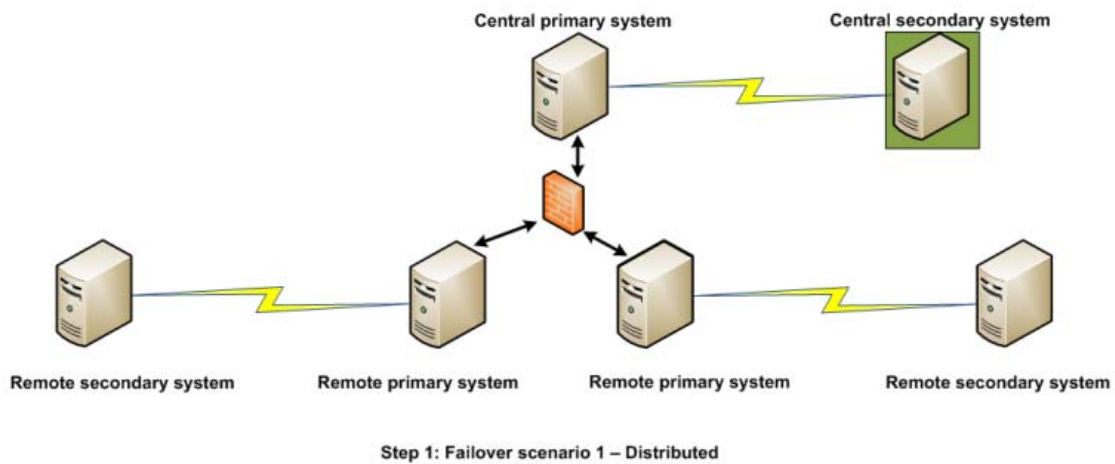 Central primary system
Central secondary system
Remote secondary system
Remote primary system
Remote primary system
Remote secondary system
Step 1: Failover scenario 1 – Distributed